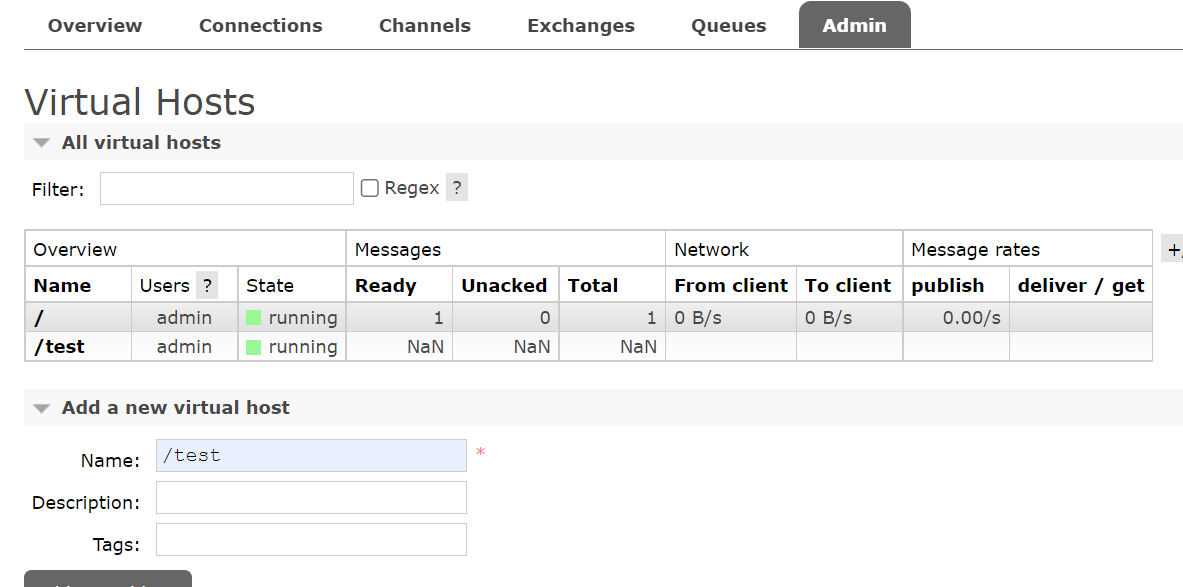 Overview Connections Channels Exchanges Queues Admin
Virtual Hosts
All virtual hosts
Filter: Regex ?
Overview Messages Network Message rates +/
Name Users ? State Ready Unacked Total From client To client publish deliver / get
/ admin running 1 0 1 0 B/s 0 B/s 0.00/s
/test admin running NaN NaN NaN
Add a new virtual host
Name: /test *
Description:
Tags: